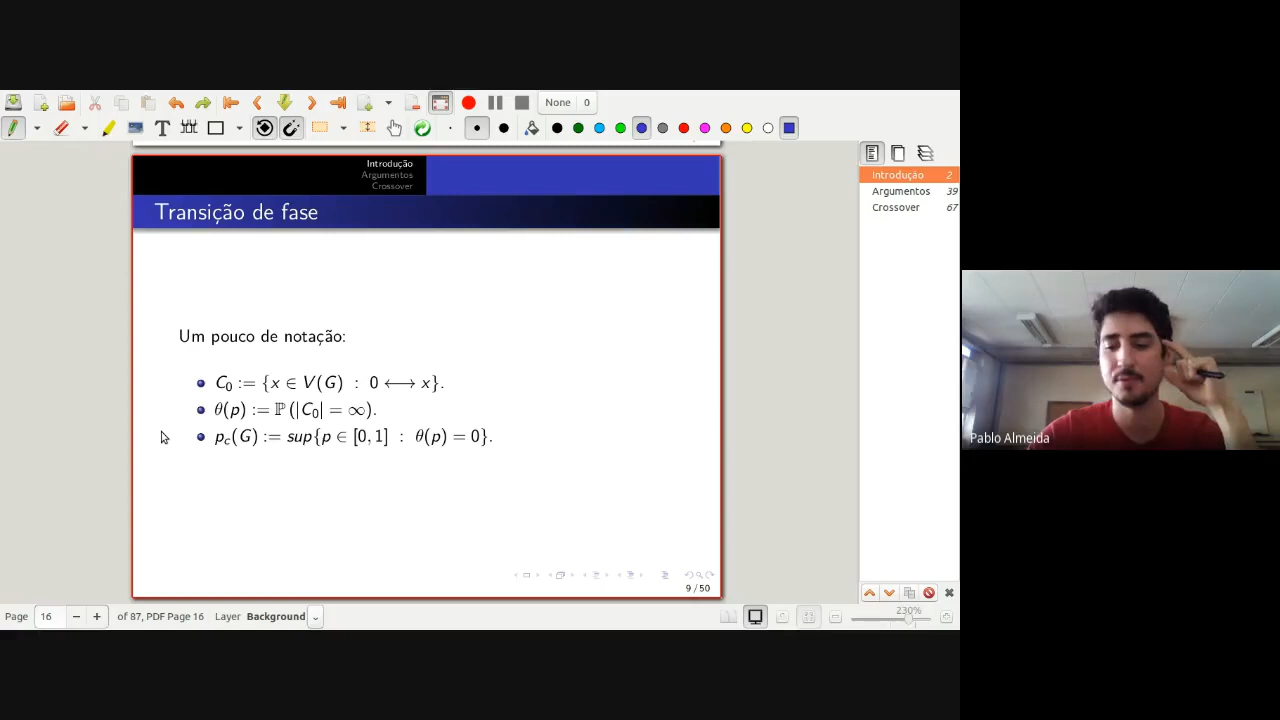 None 0
Introdução
Argumentos
Crossover
Transição de fase
Um pouco de notação:
C₀ := {x ∈ V(G) : 0 ⟷ x}.
θ(p) := ℙ (|C₀| = ∞).
p_c(G) := sup{p ∈ [0, 1] : θ(p) = 0}.
9 / 50
Introdução 2
Argumentos 39
Crossover 67
Pablo Almeida
Page 16 of 87, PDF Page 16 Layer Background
230%